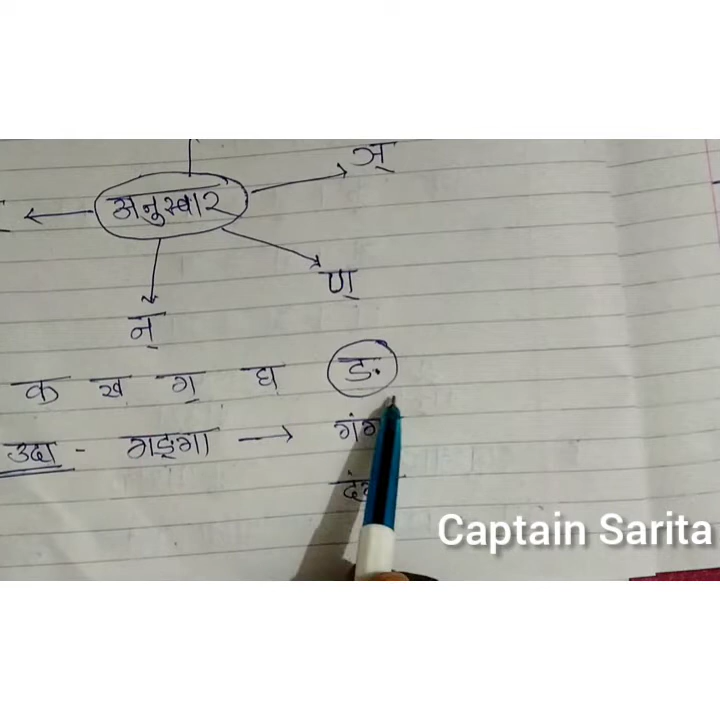 ञ्
अनुस्वार
ण्
न्
क ख ग् घ् ङ
उदा - गङ्गा → गंग
Captain Sarita